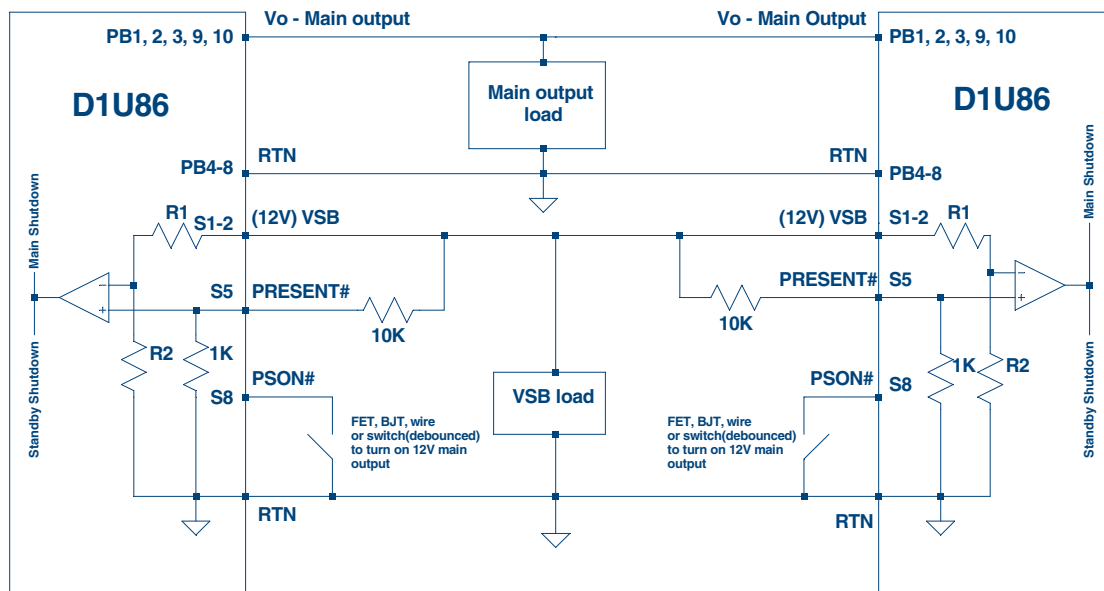 Vo - Main output
Vo - Main Output
PB1, 2, 3, 9, 10
PB1, 2, 3, 9, 10
D1U86
Main output
load
D1U86
RTN
RTN
PB4-8
PB4-8
Main Shutdown
Main Shutdown
R1
S1-2
(12V) VSB
(12V) VSB
S1-2
R1
−
+
S5
PRESENT#
PRESENT#
S5
−
+
10K
10K
R2
1K
1K
R2
S8
PSON#
VSB load
PSON#
S8
Standby Shutdown
Standby Shutdown
FET, BJT, wire
or switch(debounced)
to turn on 12V main
output
FET, BJT, wire
or switch(debounced)
to turn on 12V main
output
RTN
RTN